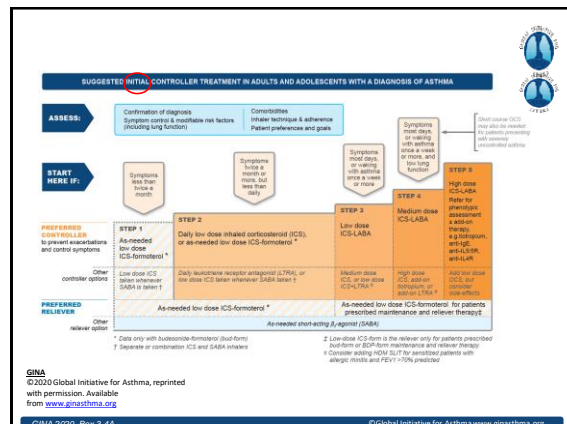 SUGGESTED INITIAL CONTROLLER TREATMENT IN ADULTS AND ADOLESCENTS WITH A DIAGNOSIS OF ASTHMA
ASSESS:
Confirmation of diagnosis
Symptom control & modifiable risk factors
(including lung function)
Comorbidities
Inhaler technique & adherence
Patient preferences and goals
Short course OCS
may also be needed
for patients presenting
with severely
uncontrolled asthma
START
HERE IF:
Symptoms
less than
twice a
month
Symptoms
twice a
month or
more, but
less than
daily
Symptoms
most days,
or waking
with asthma
once a week
or more
Symptoms
most days,
or waking
with asthma
once a week
or more, and
low lung
function
PREFERRED
CONTROLLER
to prevent exacerbations
and control symptoms
STEP 1
As-needed
low dose
ICS-formoterol *
STEP 2
Daily low dose inhaled corticosteroid (ICS),
or as-needed low dose ICS-formoterol *
STEP 3
Low dose
ICS-LABA
STEP 4
Medium dose
ICS-LABA
STEP 5
High dose
ICS-LABA
Refer for
phenotypic
assessment
± add-on
therapy,
e.g.tiotropium,
anti-IgE,
anti-IL5/5R,
anti-IL4R
Other
controller options
Low dose ICS
taken whenever
SABA is taken †
Daily leukotriene receptor antagonist (LTRA), or
low dose ICS taken whenever SABA taken †
Medium dose
ICS, or low dose
ICS+LTRA #
High dose
ICS, add-on
tiotropium, or
add-on LTRA #
Add low dose
OCS, but
consider
side-effects
PREFERRED
RELIEVER
As-needed low dose ICS-formoterol *
As-needed low dose ICS-formoterol for patients
prescribed maintenance and reliever therapy‡
Other
reliever option
As-needed short-acting β₂-agonist (SABA)
* Data only with budesonide-formoterol (bud-form)
† Separate or combination ICS and SABA inhalers
‡ Low-dose ICS-form is the reliever only for patients prescribed
bud-form or BDP-form maintenance and reliever therapy
# Consider adding HDM SLIT for sensitized patients with
allergic rhinitis and FEV1 >70% predicted
GINA
©2020 Global Initiative for Asthma, reprinted
with permission. Available
from www.ginasthma.org
GINA 2020, Box 3-4A
©Global Initiative for Asthma www.ginasthma.org